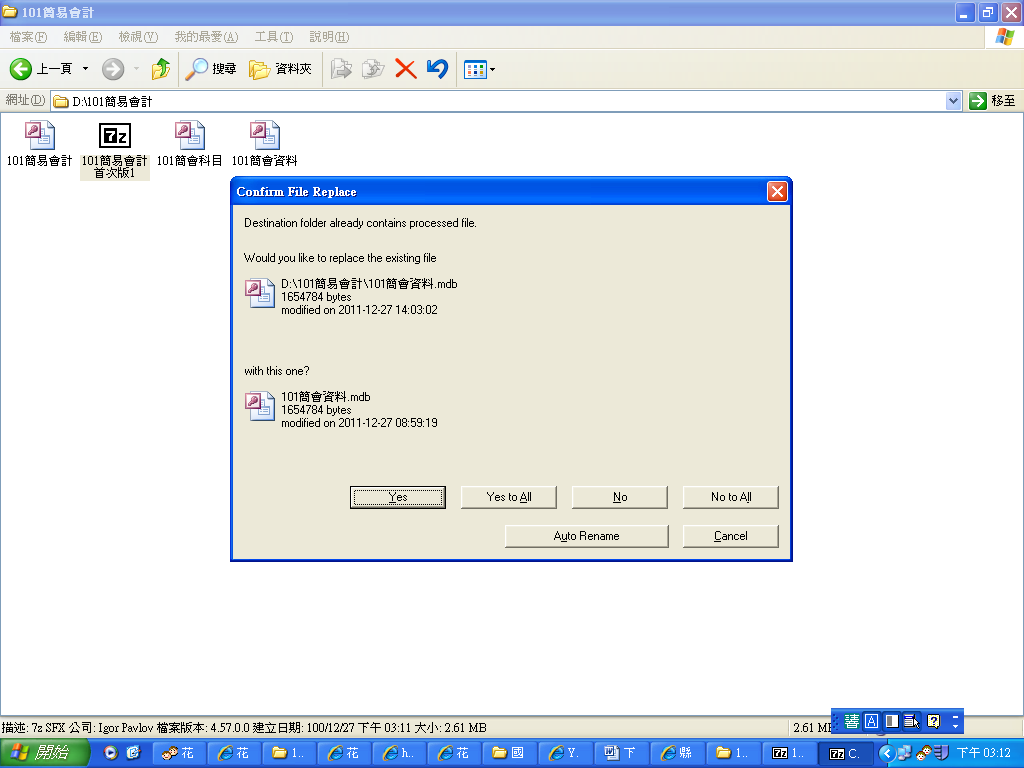 101簡易會計
檔案(F) 編輯(E) 檢視(V) 我的最愛(A) 工具(T) 說明(H)
上一頁 搜尋 資料夾
網址(D) D:\101簡易會計 移至
101簡易會計 101簡易會計 101簡會科目 101簡會資料
首次版1
Confirm File Replace
Destination folder already contains processed file.
Would you like to replace the existing file
D:\101簡易會計\101簡會資料.mdb
1654784 bytes
modified on 2011-12-27 14:03:02
with this one?
101簡會資料.mdb
1654784 bytes
modified on 2011-12-27 08:59:19
Yes Yes to All No No to All
Auto Rename Cancel
描述: 7z SFX 公司: Igor Pavlov 檔案版本: 4.57.0.0 建立日期: 100/12/27 下午 03:11 大小: 2.61 MB 2.61 MB
開始 花 花 1.. 花 h.. 花 國 Y. 下 縣 1.. 1.. C. 下午 03:12